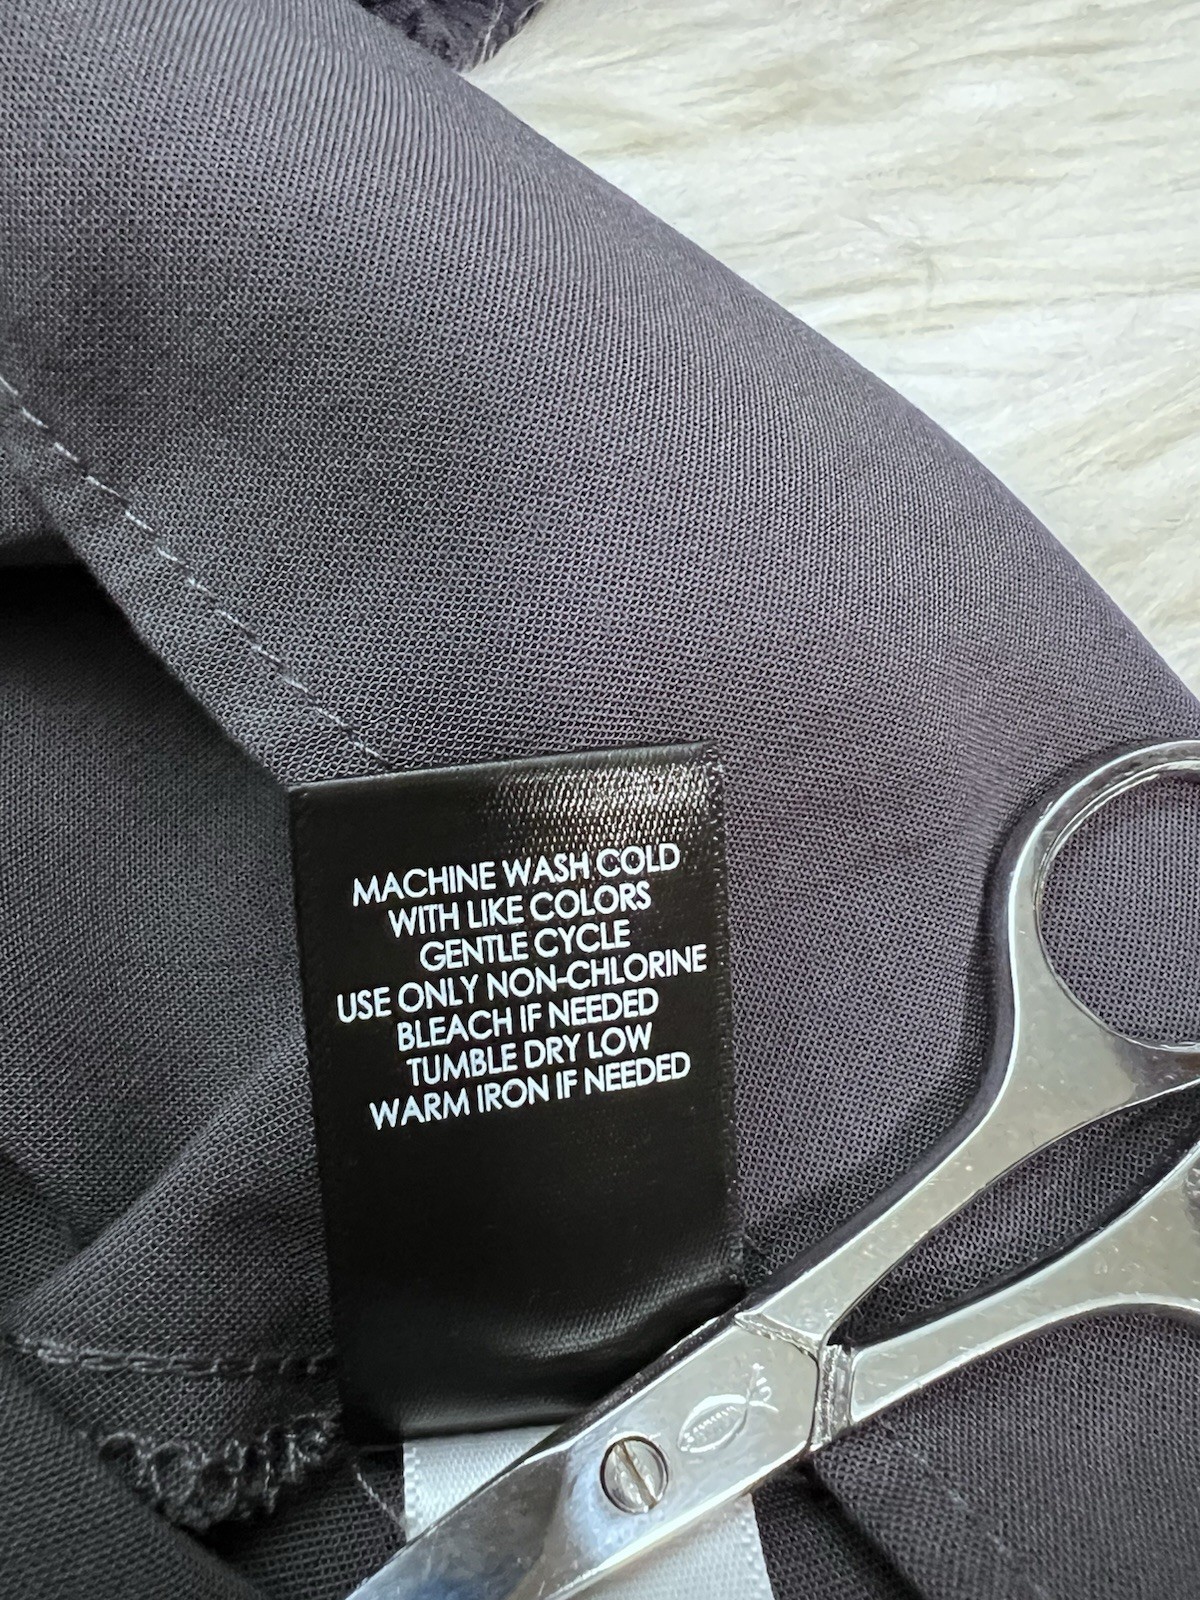 MACHINE WASH COLD
WITH LIKE COLORS
GENTLE CYCLE
USE ONLY NON-CHLORINE
BLEACH IF NEEDED
TUMBLE DRY LOW
WARM IRON IF NEEDED